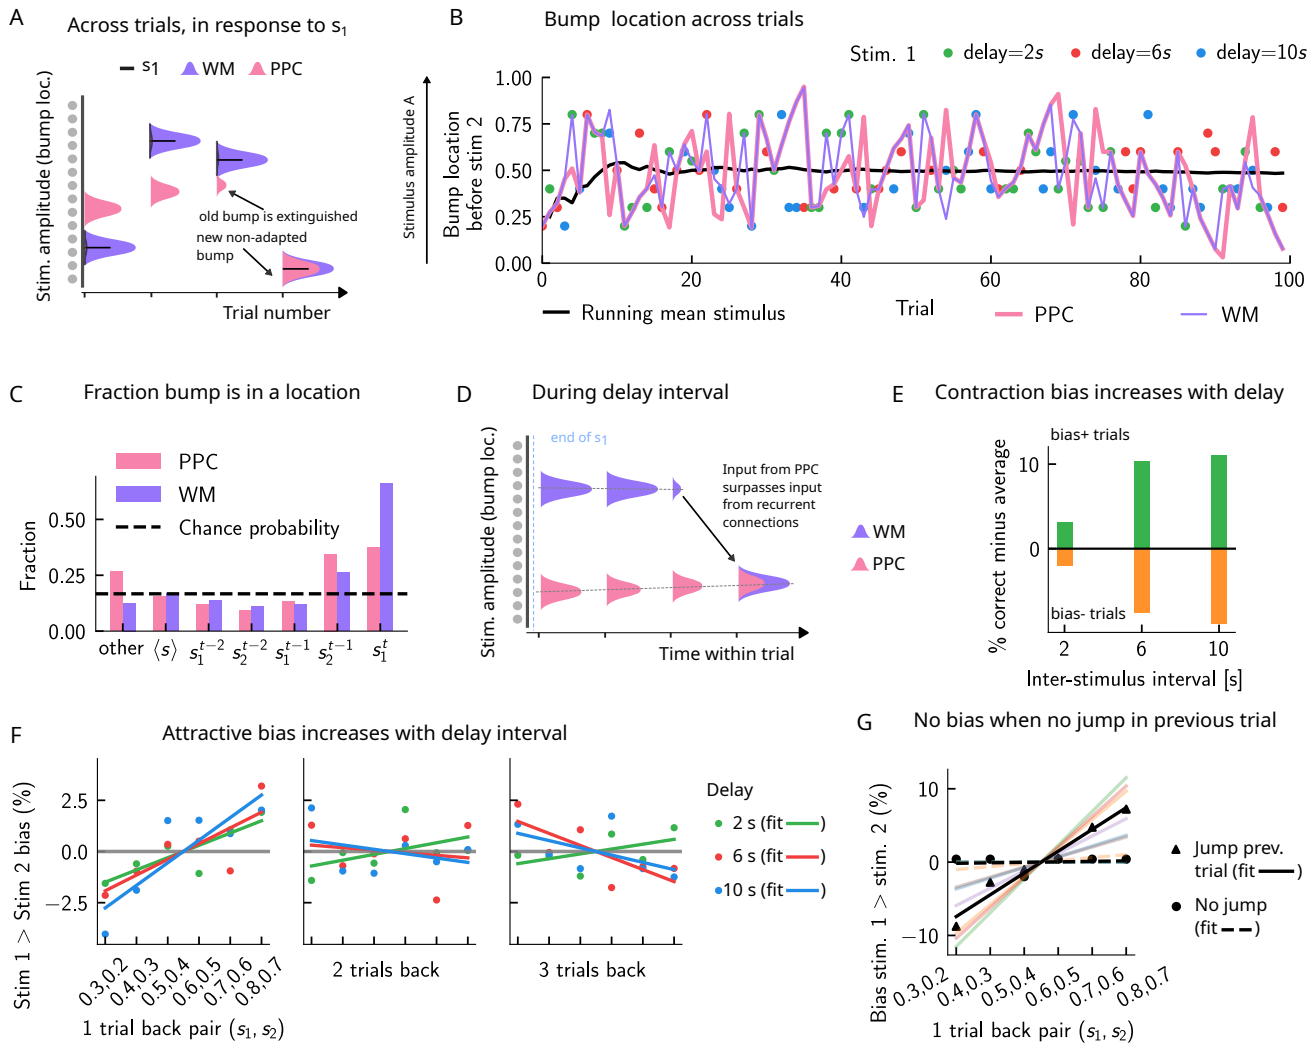 A
Across trials, in response to s1
s1 WM PPC
Stim. amplitude (bump loc.)
old bump is extinguished
new non-adapted
bump
Trial number
Stimulus amplitude A
B
Bump location across trials
Stim. 1 delay=2s delay=6s delay=10s
Bump location
before stim 2
1.00
0.75
0.50
0.25
0.00
0 20 40 60 80 100
Trial
Running mean stimulus PPC WM
C
Fraction bump is in a location
PPC
WM
Chance probability
Fraction
0.50
0.25
0.00
other ⟨s⟩ s₁ᵗ⁻² s₂ᵗ⁻² s₁ᵗ⁻¹ s₂ᵗ⁻¹ s₁ᵗ
D
During delay interval
Stim. amplitude (bump loc.)
end of s1
Input from PPC
surpasses input
from recurrent
connections
WM
PPC
Time within trial
E
Contraction bias increases with delay
% correct minus average
bias+ trials
10
0
bias- trials
2 6 10
Inter-stimulus interval [s]
F
Attractive bias increases with delay interval
Stim 1 > Stim 2 bias (%)
2.5
0.0
−2.5
0.3,0.2 0.4,0.3 0.5,0.4 0.6,0.5 0.7,0.6 0.8,0.7
1 trial back pair (s₁, s₂)
2 trials back
3 trials back
Delay
2 s (fit )
6 s (fit )
10 s (fit )
G
No bias when no jump in previous trial
Bias stim. 1 > stim. 2 (%)
10
0
−10
0.3,0.2 0.4,0.3 0.5,0.4 0.6,0.5 0.7,0.6 0.8,0.7
1 trial back pair (s₁, s₂)
Jump prev.
trial (fit )
No jump
(fit )